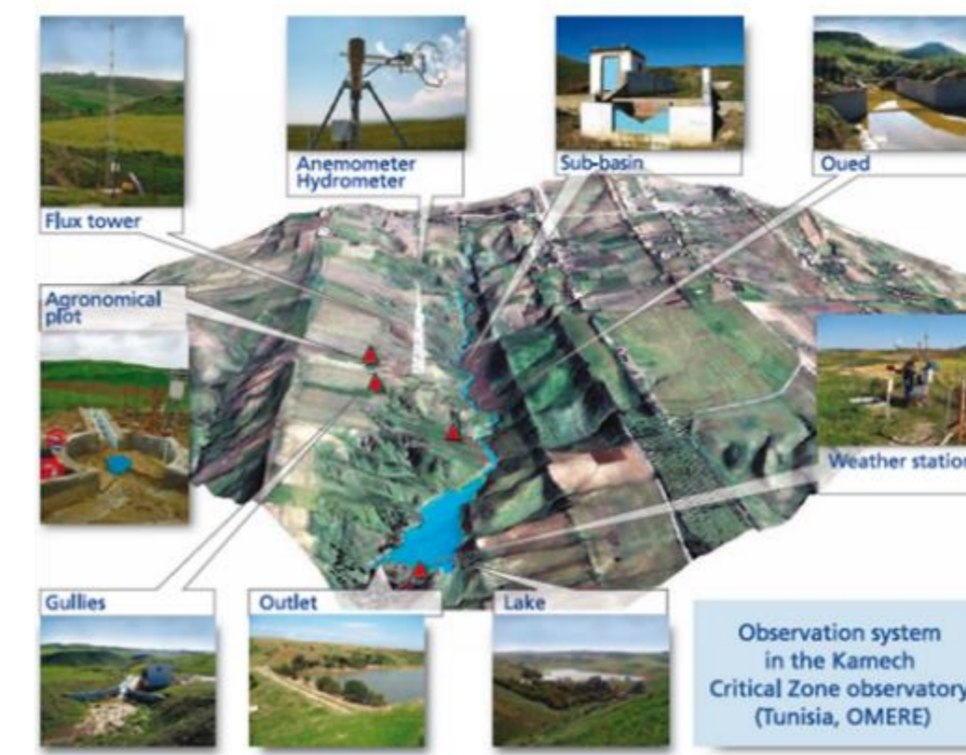 Flux tower
Anemometer
Hydrometer
Sub-basin
Oued
Agronomical
plot
Weather station
Gullies
Outlet
Lake
Observation system
in the Kamech
Critical Zone observatory
(Tunisia, OMERE)